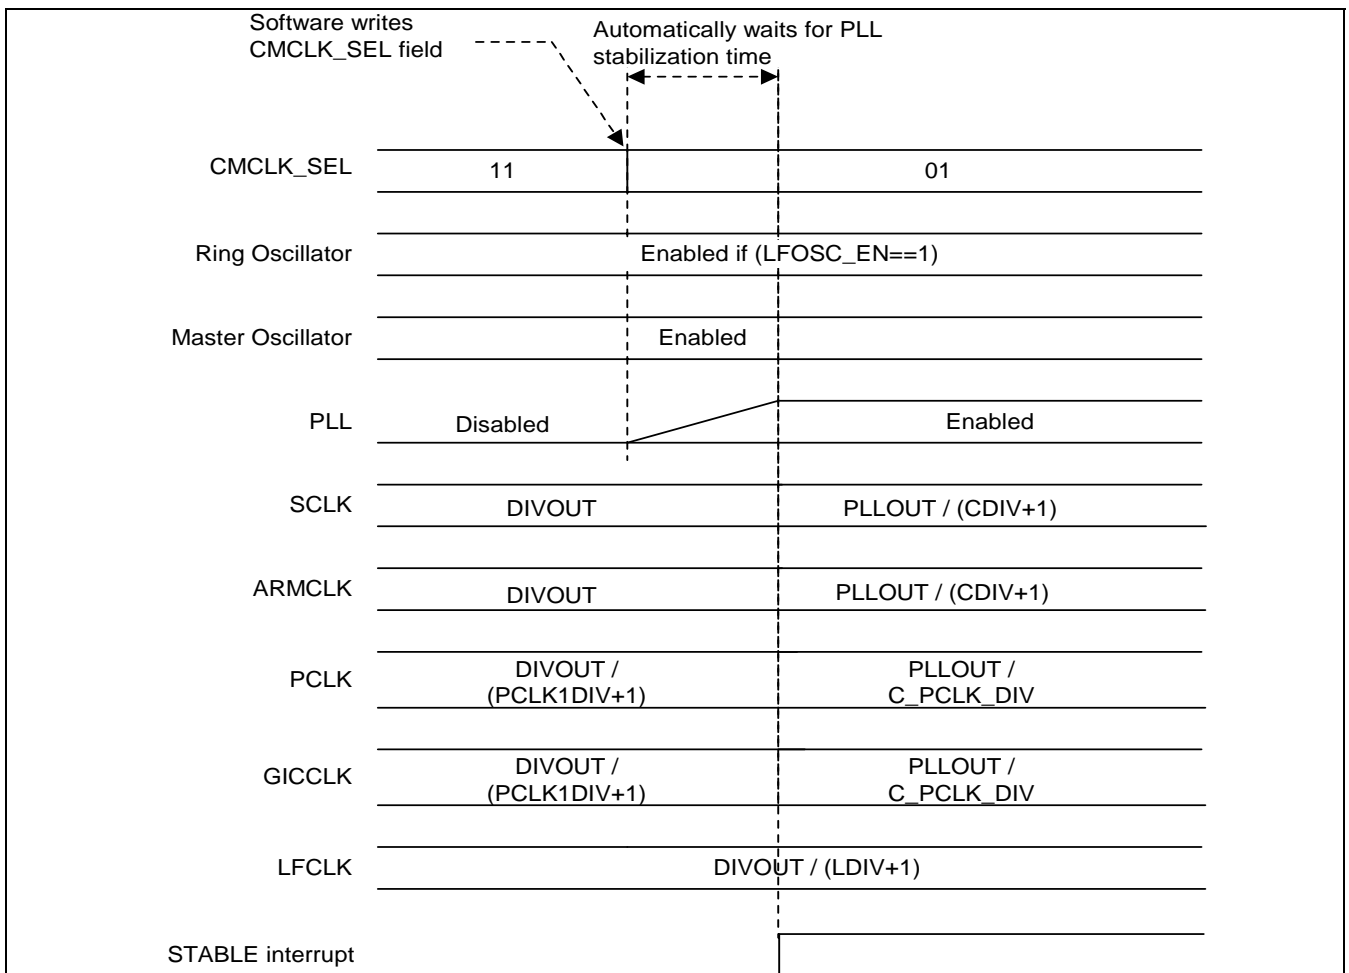 Software writes
CMCLK_SEL field
Automatically waits for PLL
stabilization time
CMCLK_SEL
11
01
Ring Oscillator
Enabled if (LFOSC_EN==1)
Master Oscillator
Enabled
PLL
Disabled
Enabled
SCLK
DIVOUT
PLLOUT / (CDIV+1)
ARMCLK
DIVOUT
PLLOUT / (CDIV+1)
PCLK
DIVOUT /
(PCLK1DIV+1)
PLLOUT /
C_PCLK_DIV
GICCLK
DIVOUT /
(PCLK1DIV+1)
PLLOUT /
C_PCLK_DIV
LFCLK
DIVOUT / (LDIV+1)
STABLE interrupt